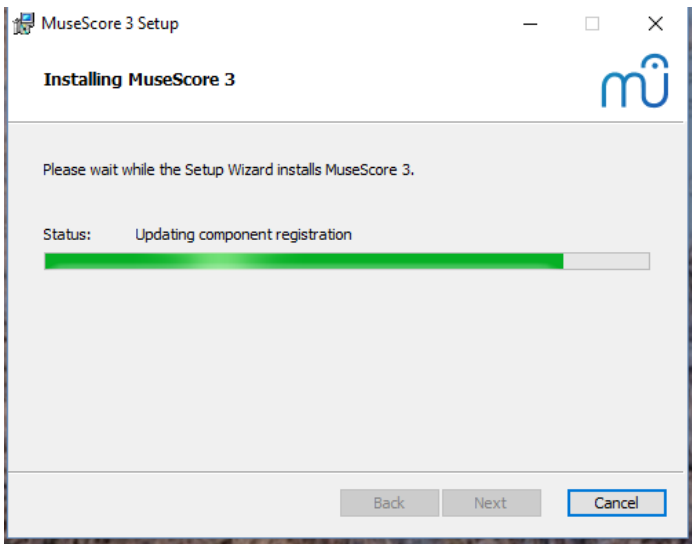 MuseScore 3 Setup
Installing MuseScore 3
Please wait while the Setup Wizard installs MuseScore 3.
Status: Updating component registration
Back Next Cancel